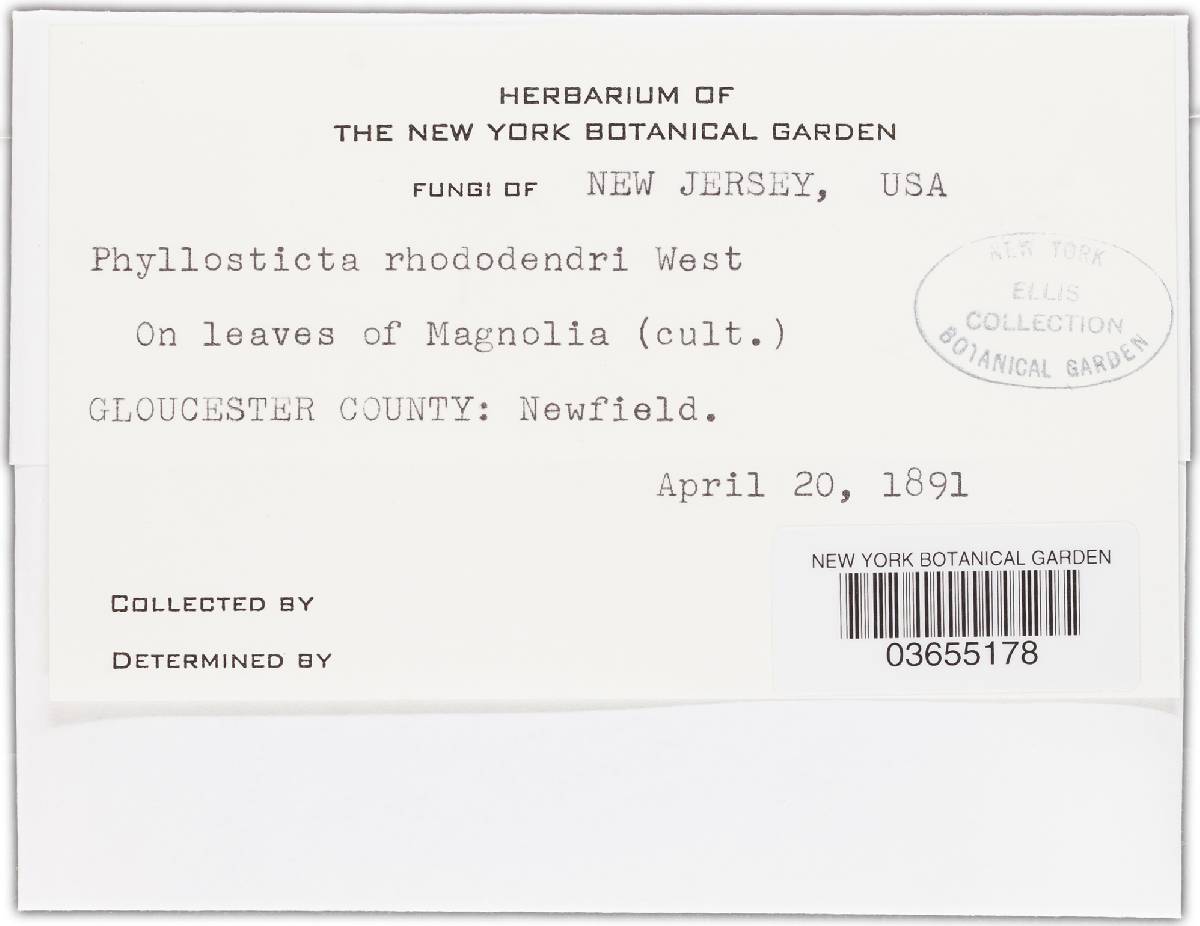 HERBARIUM OF
THE NEW YORK BOTANICAL GARDEN
FUNGI OF NEW JERSEY, USA
Phyllosticta rhododendri West
On leaves of Magnolia (cult.)
GLOUCESTER COUNTY: Newfield.
April 20, 1891
NEW YORK
ELLIS
COLLECTION
BOTANICAL GARDEN
COLLECTED BY
DETERMINED BY
NEW YORK BOTANICAL GARDEN
03655178